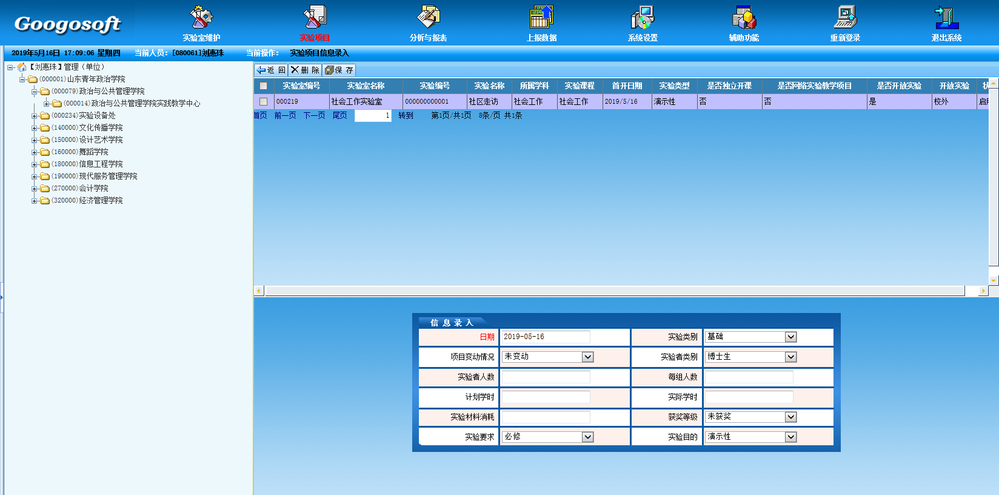 Googosoft
实验室维护 实验项目 分析与报表 上报数据 系统设置 辅助功能 重新登录 退出系统
2019年5月16日 17:09:06 星期四 当前人员：[080061]刘惠珠 当前操作： 实验项目信息录入
【刘惠珠】管理（单位）
(000001)山东青年政治学院
(000079)政治与公共管理学院
(000014)政治与公共管理学院实践教学中心
(000234)实验设备处
(140000)文化传播学院
(150000)设计艺术学院
(160000)舞蹈学院
(180000)信息工程学院
(190000)现代服务管理学院
(270000)会计学院
(320000)经济管理学院
返 回 删 除 保 存
实验室编号 实验室名称 实验编号 实验名称 所属学科 实验课程 首开日期 实验类型 是否独立开课 是否网络实验教学项目 是否开放实验 开放实验
000219 社会工作实验室 000000000001 社区走访 社会工作 社会工作 2019/5/16 演示性 否 否 是 校外 启用
首页 前一页 下一页 尾页 1 转到 第1页/共1页 8条/页 共1条
信息录入
日期 2019-05-16 实验类别 基础
项目变动情况 未变动 实验者类别 博士生
实验者人数 每组人数
计划学时 实际学时
实验材料消耗 获奖等级 未获奖
实验要求 必修 实验目的 演示性